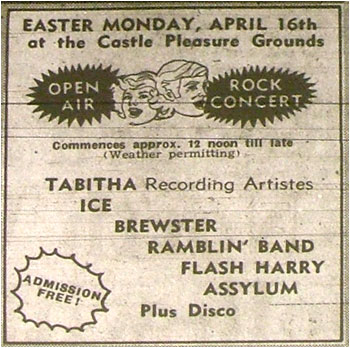 EASTER MONDAY, APRIL 16th
at the Castle Pleasure Grounds
OPEN AIR
ROCK CONCERT
Commences approx. 12 noon till late
(Weather permitting)
TABITHA Recording Artistes
ICE
BREWSTER
RAMBLIN' BAND
FLASH HARRY
ASSYLUM
Plus Disco
ADMISSION
FREE!